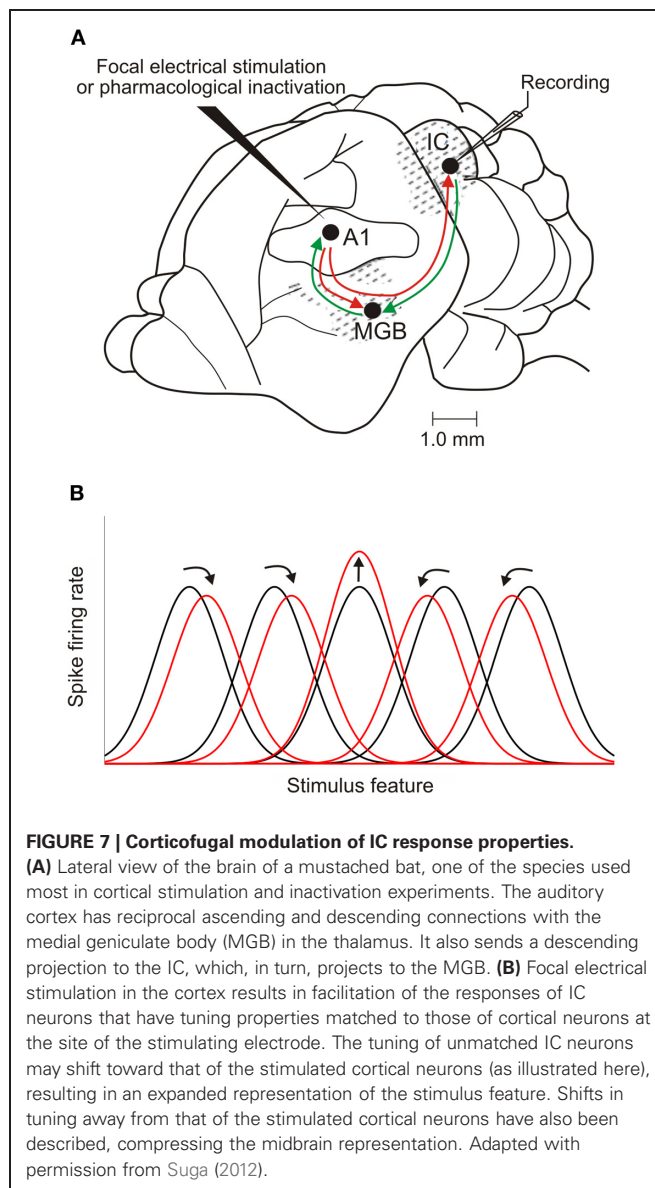 A
Focal electrical stimulation
or pharmacological inactivation
Recording
IC
A1
MGB
1.0 mm
B
Spike firing rate
Stimulus feature
FIGURE 7 | Corticofugal modulation of IC response properties.
(A) Lateral view of the brain of a mustached bat, one of the species used
most in cortical stimulation and inactivation experiments. The auditory
cortex has reciprocal ascending and descending connections with the
medial geniculate body (MGB) in the thalamus. It also sends a descending
projection to the IC, which, in turn, projects to the MGB. (B) Focal electrical
stimulation in the cortex results in facilitation of the responses of IC
neurons that have tuning properties matched to those of cortical neurons at
the site of the stimulating electrode. The tuning of unmatched IC neurons
may shift toward that of the stimulated cortical neurons (as illustrated here),
resulting in an expanded representation of the stimulus feature. Shifts in
tuning away from that of the stimulated cortical neurons have also been
described, compressing the midbrain representation. Adapted with
permission from Suga (2012).